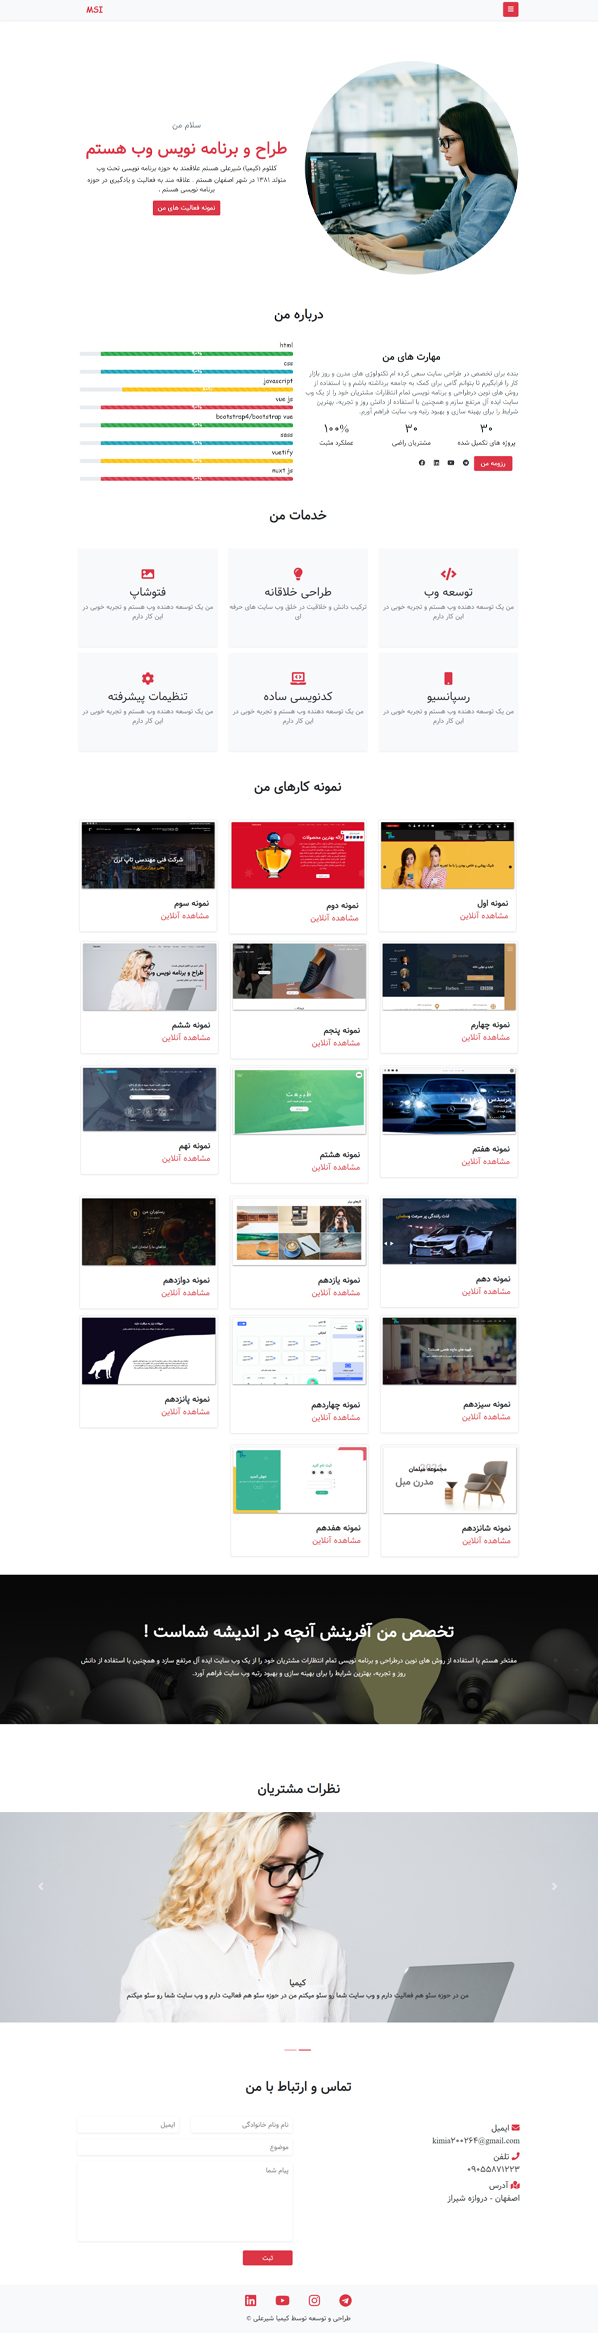 MSI
سلام من
طراح و برنامه نویس وب هستم
کلثوم (کیمیا) شیرعلی هستم علاقمند به حوزه برنامه نویسی تحت وب
متولد ۱۳۸۱ در شهر اصفهان هستم . علاقه مند به فعالیت و یادگیری در حوزه
برنامه نویسی هستم .
نمونه فعالیت های من
درباره من
مهارت های من
بنده برای تخصص در طراحی سایت سعی کرده ام تکنولوژی های مدرن و روز بازار
کار را فرابگیرم تا بتوانم گامی برای کمک به جامعه برداشته باشم و با استفاده از
روش های نوین درطراحی و برنامه نویسی تمام انتظارات مشتریان خود را از یک وب
سایت ایده آل مرتفع سازم و همچنین با استفاده از دانش روز و تجربه، بهترین
شرایط را برای بهینه سازی و بهبود رتبه وب سایت فراهم آورم.
۳۰
۳۰
۱۰۰%
پروژه های تکمیل شده
مشتریان راضی
عملکرد مثبت
رزومه من
html
css
javascript
vue.js
bootstrap4/bootstrap vue
sass
vuetify
nuxt.js
خدمات من
توسعه وب
من یک توسعه دهنده وب هستم و تجربه خوبی در
این کار دارم
طراحی خلاقانه
ترکیب دانش و خلاقیت در خلق وب سایت های حرفه
ای
فتوشاپ
من یک توسعه دهنده وب هستم و تجربه خوبی در
این کار دارم
رسپانسیو
من یک توسعه دهنده وب هستم و تجربه خوبی در
این کار دارم
کدنویسی ساده
من یک توسعه دهنده وب هستم و تجربه خوبی در
این کار دارم
تنظیمات پیشرفته
من یک توسعه دهنده وب هستم و تجربه خوبی در
این کار دارم
نمونه کارهای من
نمونه اول
مشاهده آنلاین
نمونه دوم
مشاهده آنلاین
شرکت فنی مهندسی تاپ لرن
نمونه سوم
مشاهده آنلاین
نمونه چهارم
مشاهده آنلاین
نمونه پنجم
مشاهده آنلاین
طراح و برنامه نویس وب
نمونه ششم
مشاهده آنلاین
نمونه هفتم
مشاهده آنلاین
طبیعت
نمونه هشتم
مشاهده آنلاین
نمونه نهم
مشاهده آنلاین
نمونه دهم
مشاهده آنلاین
نمونه یازدهم
مشاهده آنلاین
رستوران من
نمونه دوازدهم
مشاهده آنلاین
نمونه سیزدهم
مشاهده آنلاین
نمونه چهاردهم
مشاهده آنلاین
نمونه پانزدهم
مشاهده آنلاین
مجموعه مبلمان
مدرن مبل
نمونه شانزدهم
مشاهده آنلاین
نمونه هفدهم
مشاهده آنلاین
تخصص من آفرینش آنچه در اندیشه شماست !
مفتخر هستم با استفاده از روش های نوین درطراحی و برنامه نویسی تمام انتظارات مشتریان خود را از یک وب سایت ایده آل مرتفع سازد و همچنین با استفاده از دانش
روز و تجربه، بهترین شرایط را برای بهینه سازی و بهبود رتبه وب سایت فراهم آورد.
نظرات مشتریان
کیمیا
من در حوزه سئو هم فعالیت دارم و وب سایت شما رو سئو میکنم من در حوزه سئو هم فعالیت دارم و وب سایت شما رو سئو میکنم
تماس و ارتباط با من
ایمیل
kimia۲۰۰۲۶۴@gmail.com
تلفن
۰۹۰۵۵۸۷۱۲۲۳
آدرس
اصفهان - دروازه شیراز
نام ونام خانوادگی
ایمیل
موضوع
پیام شما
ثبت
طراحی و توسعه توسط کیمیا شیرعلی ©